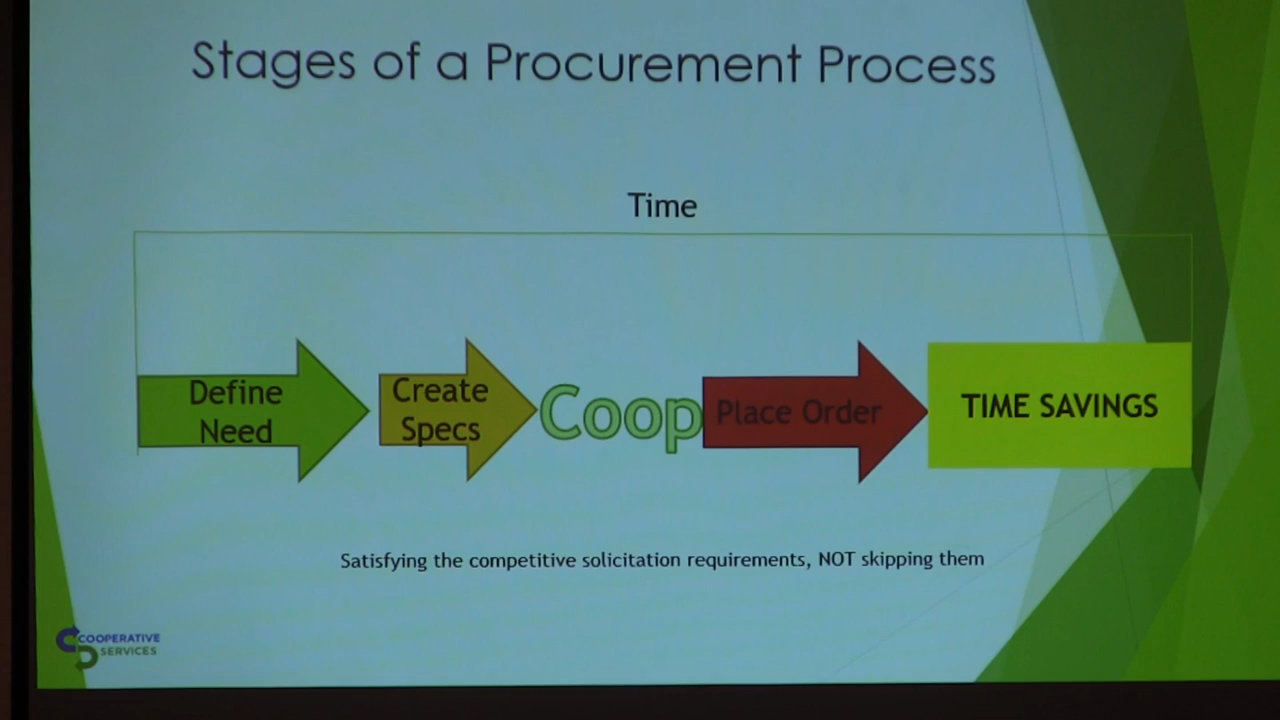 Stages of a Procurement Process
Time
Define
Need
Create
Specs
Coop
Place Order
TIME SAVINGS
Satisfying the competitive solicitation requirements, NOT skipping them
COOPERATIVE
SERVICES